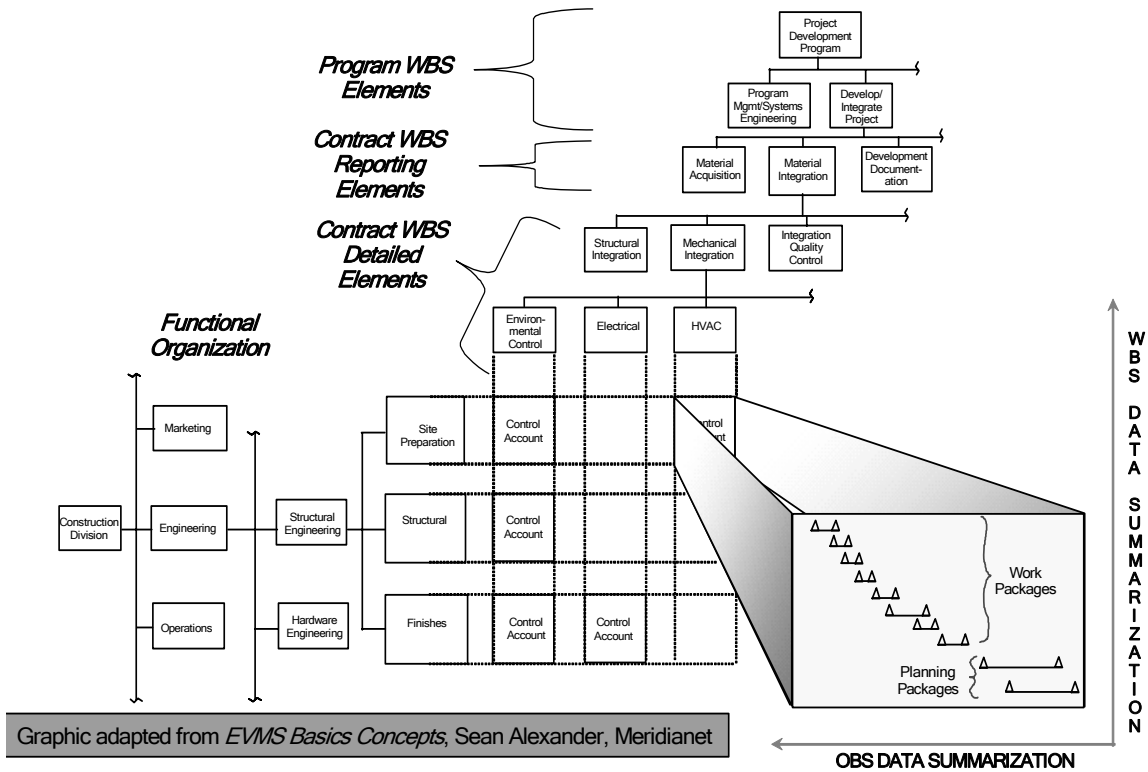 Project
Development
Program
Program WBS
Elements
Program
Mgmt/Systems
Engineering
Develop/
Integrate
Project
Contract WBS
Reporting
Elements
Material
Acquisition
Material
Integration
Development
Document-
ation
Contract WBS
Detailed
Elements
Structural
Integration
Mechanical
Integration
Integration
Quality
Control
Environ-
mental
Control
Electrical
HVAC
Functional
Organization
Marketing
Site
Preparation
Control
Account
Construction
Division
Engineering
Structural
Engineering
Structural
Control
Account
Operations
Hardware
Engineering
Finishes
Control
Account
Control
Account
Work
Packages
Planning
Packages
WBS DATA SUMMARIZATION
OBS DATA SUMMARIZATION
Graphic adapted from EVMS Basics Concepts, Sean Alexander, Meridianet